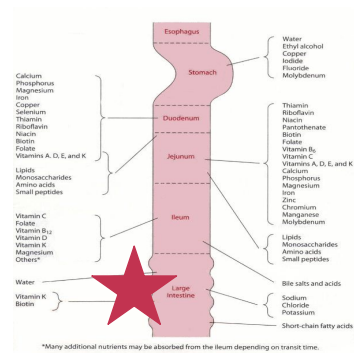 Esophagus
Water
Ethyl alcohol
Copper
Iodide
Fluoride
Molybdenum
Stomach
Calcium
Phosphorus
Magnesium
Iron
Copper
Selenium
Thiamin
Riboflavin
Niacin
Biotin
Folate
Vitamins A, D, E, and K
Duodenum
Lipids
Monosaccharides
Amino acids
Small peptides
Jejunum
Thiamin
Riboflavin
Niacin
Pantothenate
Biotin
Folate
Vitamin B6
Vitamin C
Vitamins A, D, E, and K
Calcium
Phosphorus
Magnesium
Iron
Zinc
Chromium
Manganese
Molybdenum
Lipids
Monosaccharides
Amino acids
Small peptides
Vitamin C
Folate
Vitamin B12
Vitamin D
Vitamin K
Magnesium
Others*
Ileum
Bile salts and acids
Water
Vitamin K
Biotin
Large
Intestine
Sodium
Chloride
Potassium
Short-chain fatty acids
*Many additional nutrients may be absorbed from the ileum depending on transit time.